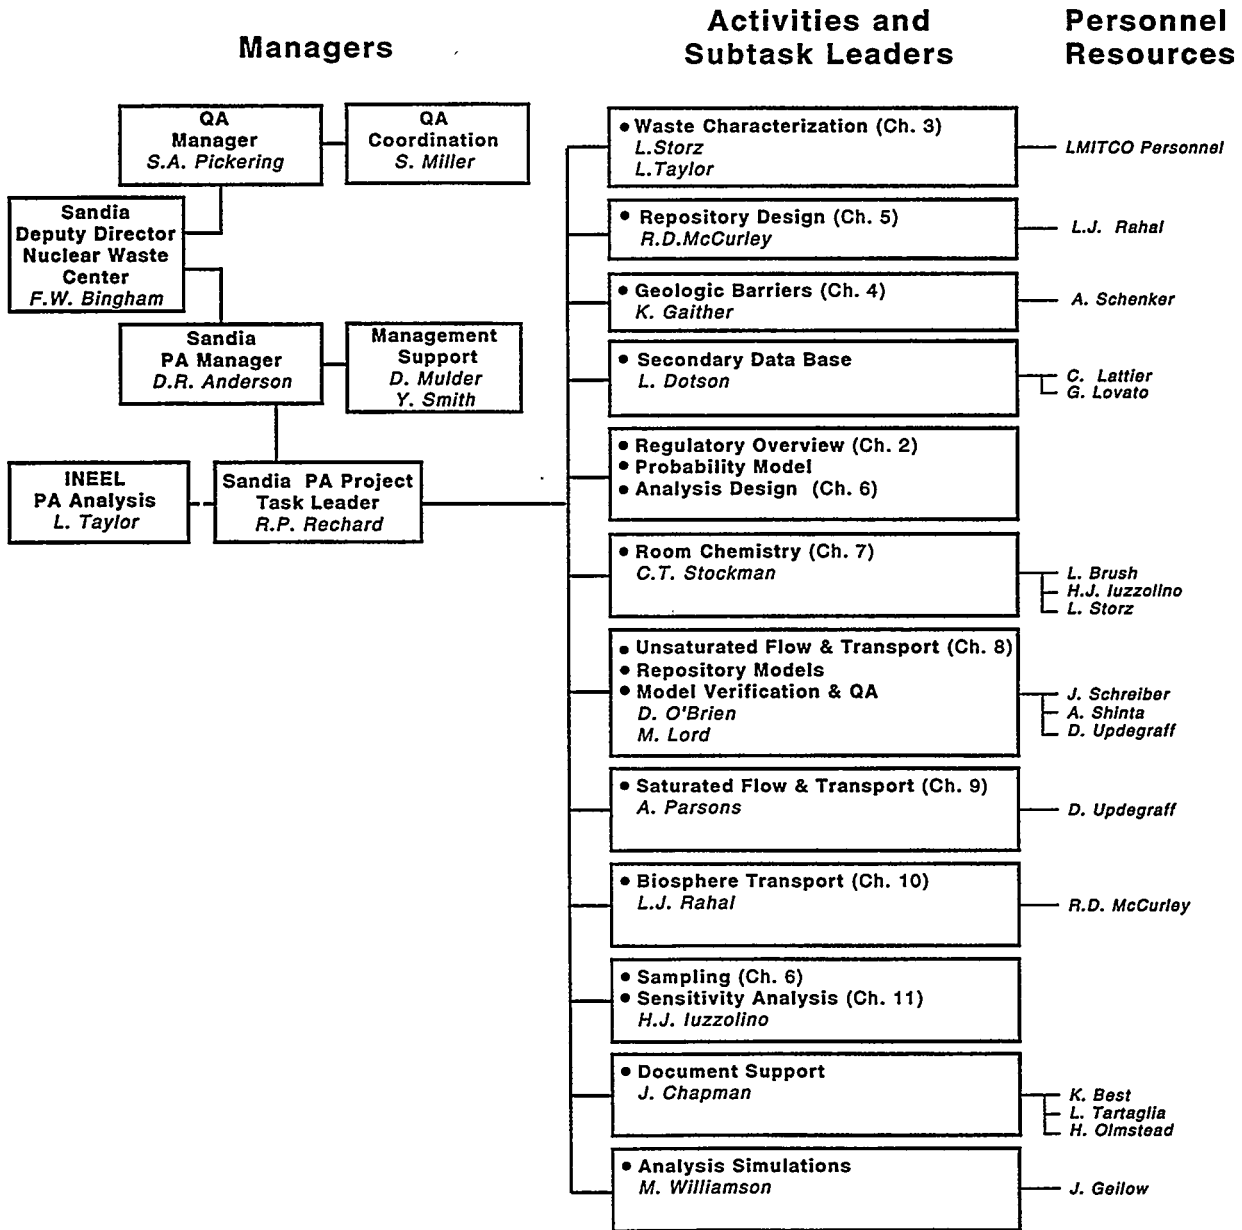 Managers
Activities and
Subtask Leaders
Personnel
Resources
QA
Manager
S.A. Pickering
QA
Coordination
S. Miller
Sandia
Deputy Director
Nuclear Waste
Center
F.W. Bingham
Sandia
PA Manager
D.R. Anderson
Management
Support
D. Mulder
Y. Smith
INEEL
PA Analysis
L. Taylor
Sandia PA Project
Task Leader
R.P. Rechard
• Waste Characterization (Ch. 3)
L.Storz
L.Taylor
LMITCO Personnel
• Repository Design (Ch. 5)
R.D.McCurley
L.J. Rahal
• Geologic Barriers (Ch. 4)
K. Gaither
A. Schenker
• Secondary Data Base
L. Dotson
C. Lattier
G. Lovato
• Regulatory Overview (Ch. 2)
• Probability Model
• Analysis Design (Ch. 6)
• Room Chemistry (Ch. 7)
C.T. Stockman
L. Brush
H.J. Iuzzolino
L. Storz
• Unsaturated Flow & Transport (Ch. 8)
• Repository Models
• Model Verification & QA
D. O'Brien
M. Lord
J. Schreiber
A. Shinta
D. Updegraff
• Saturated Flow & Transport (Ch. 9)
A. Parsons
D. Updegraff
• Biosphere Transport (Ch. 10)
L.J. Rahal
R.D. McCurley
• Sampling (Ch. 6)
• Sensitivity Analysis (Ch. 11)
H.J. Iuzzolino
• Document Support
J. Chapman
K. Best
L. Tartaglia
H. Olmstead
• Analysis Simulations
M. Williamson
J. Geilow